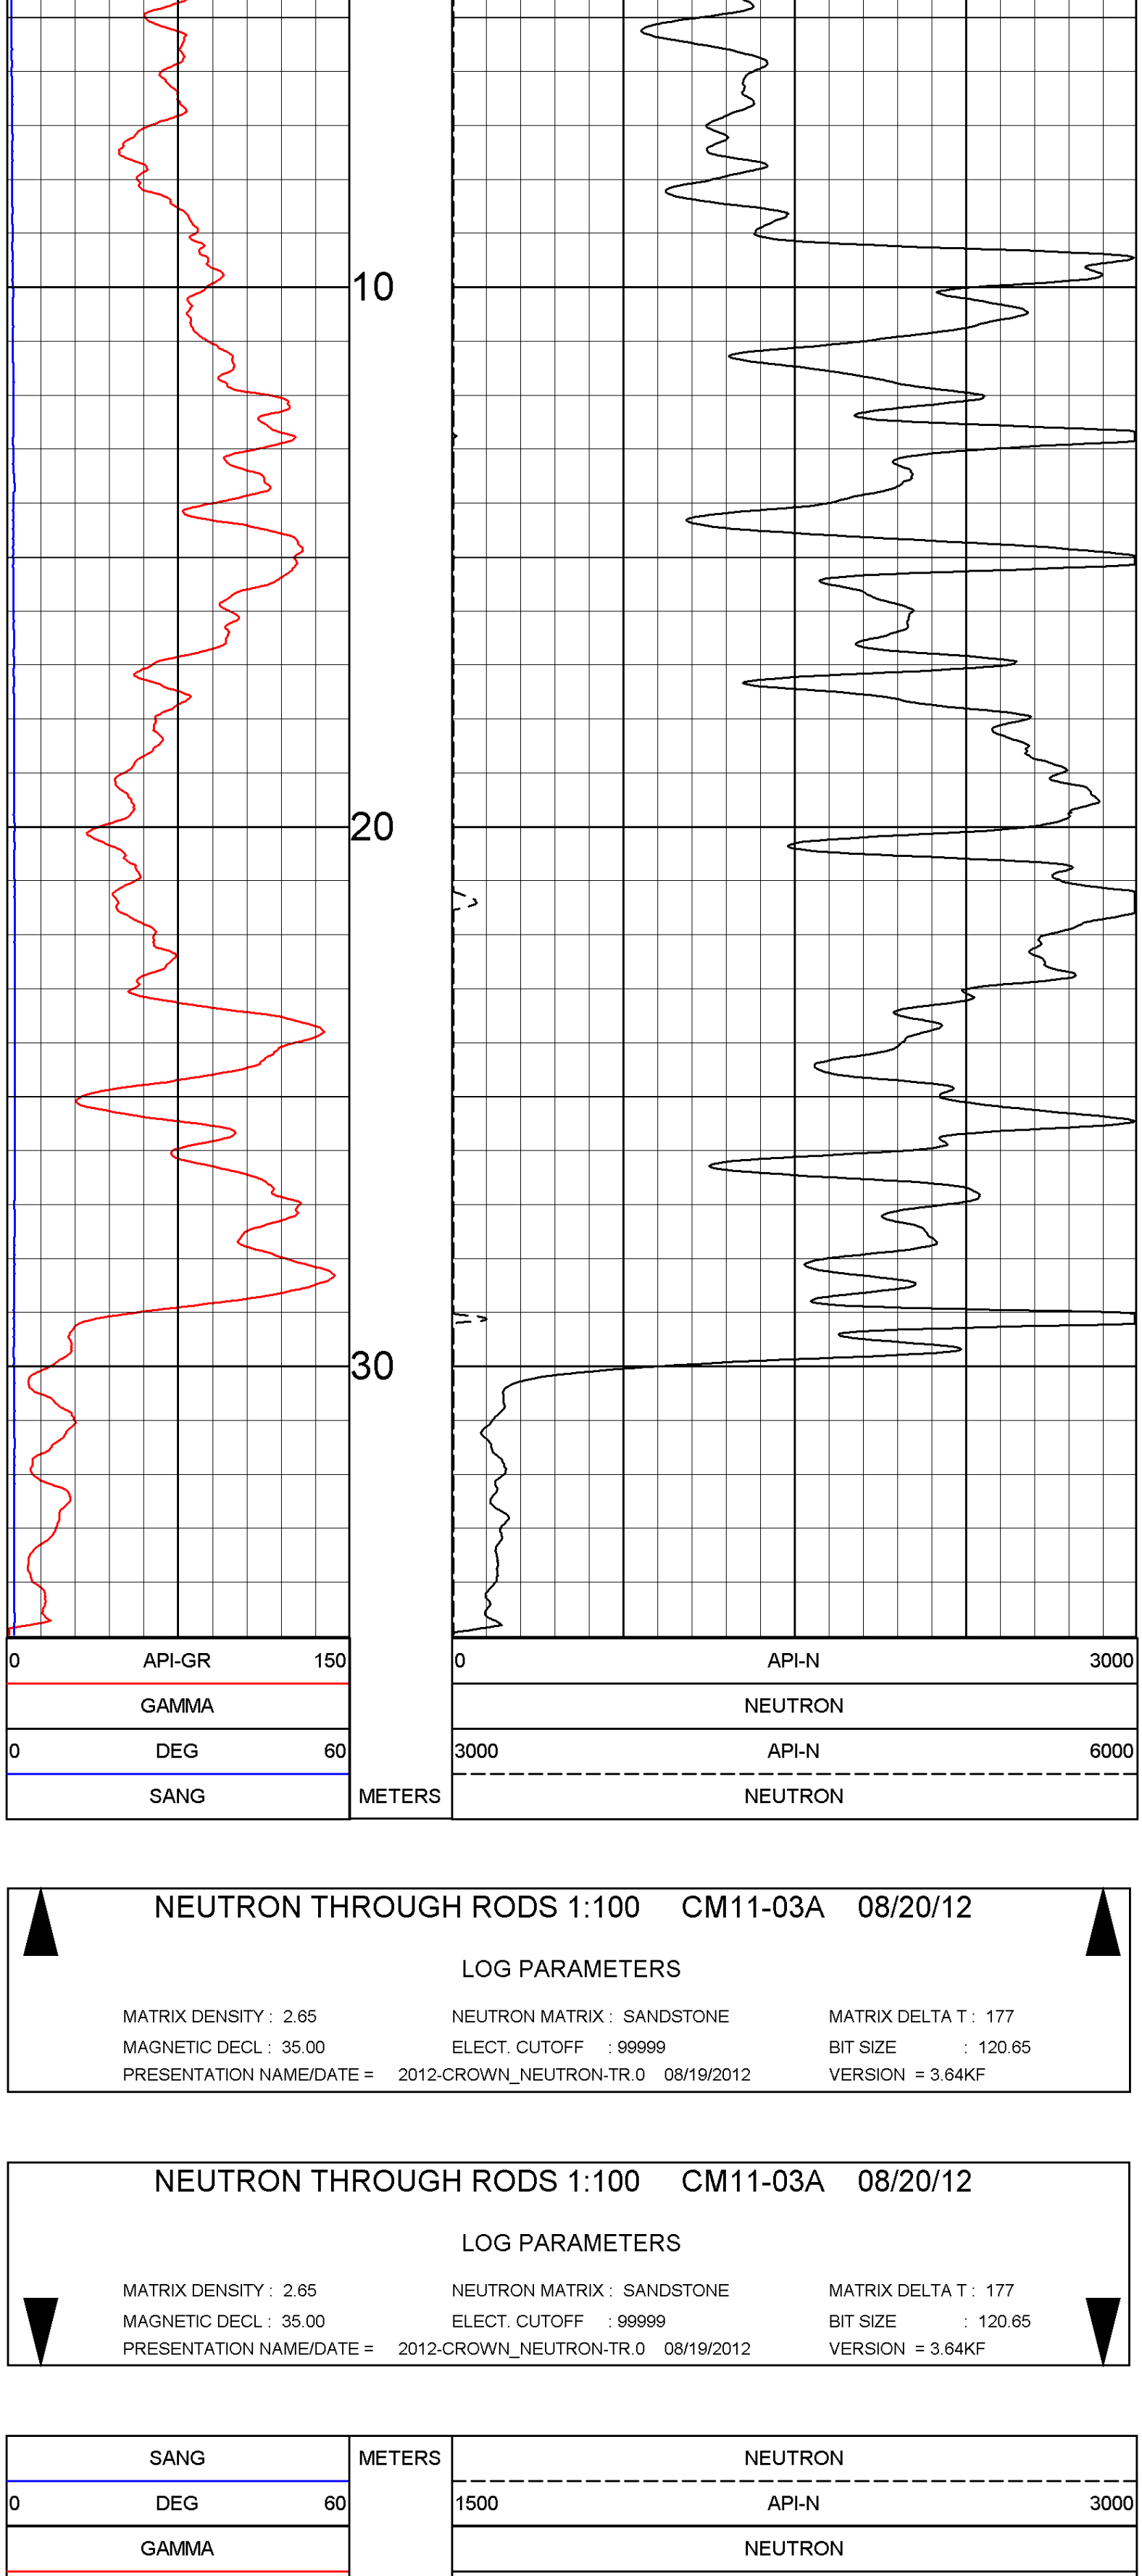 10
20
30
0 API-GR 150 0 API-N 3000
GAMMA NEUTRON
0 DEG 60 3000 API-N 6000
SANG METERS NEUTRON
NEUTRON THROUGH RODS 1:100 CM11-03A 08/20/12
LOG PARAMETERS
MATRIX DENSITY : 2.65 NEUTRON MATRIX : SANDSTONE MATRIX DELTA T : 177
MAGNETIC DECL : 35.00 ELECT. CUTOFF : 99999 BIT SIZE : 120.65
PRESENTATION NAME/DATE = 2012-CROWN_NEUTRON-TR.0 08/19/2012 VERSION = 3.64KF
NEUTRON THROUGH RODS 1:100 CM11-03A 08/20/12
LOG PARAMETERS
MATRIX DENSITY : 2.65 NEUTRON MATRIX : SANDSTONE MATRIX DELTA T : 177
MAGNETIC DECL : 35.00 ELECT. CUTOFF : 99999 BIT SIZE : 120.65
PRESENTATION NAME/DATE = 2012-CROWN_NEUTRON-TR.0 08/19/2012 VERSION = 3.64KF
SANG METERS NEUTRON
0 DEG 60 1500 API-N 3000
GAMMA NEUTRON